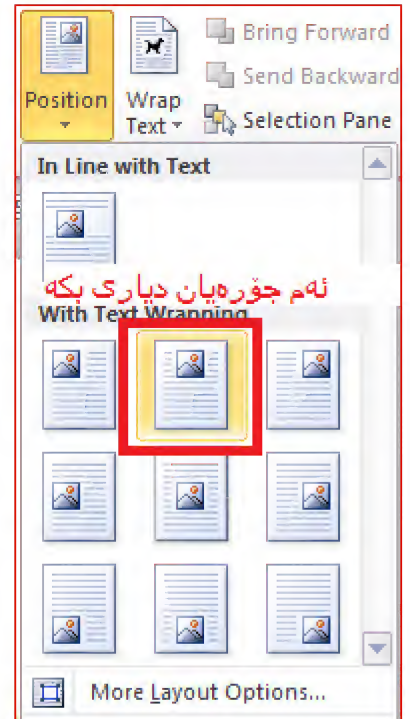 Bring Forward
Send Backward
Position
Wrap
Text
Selection Pane
In Line with Text
ئەم جۆرەیان دیاری بکە
With Text Wrapping
More Layout Options...